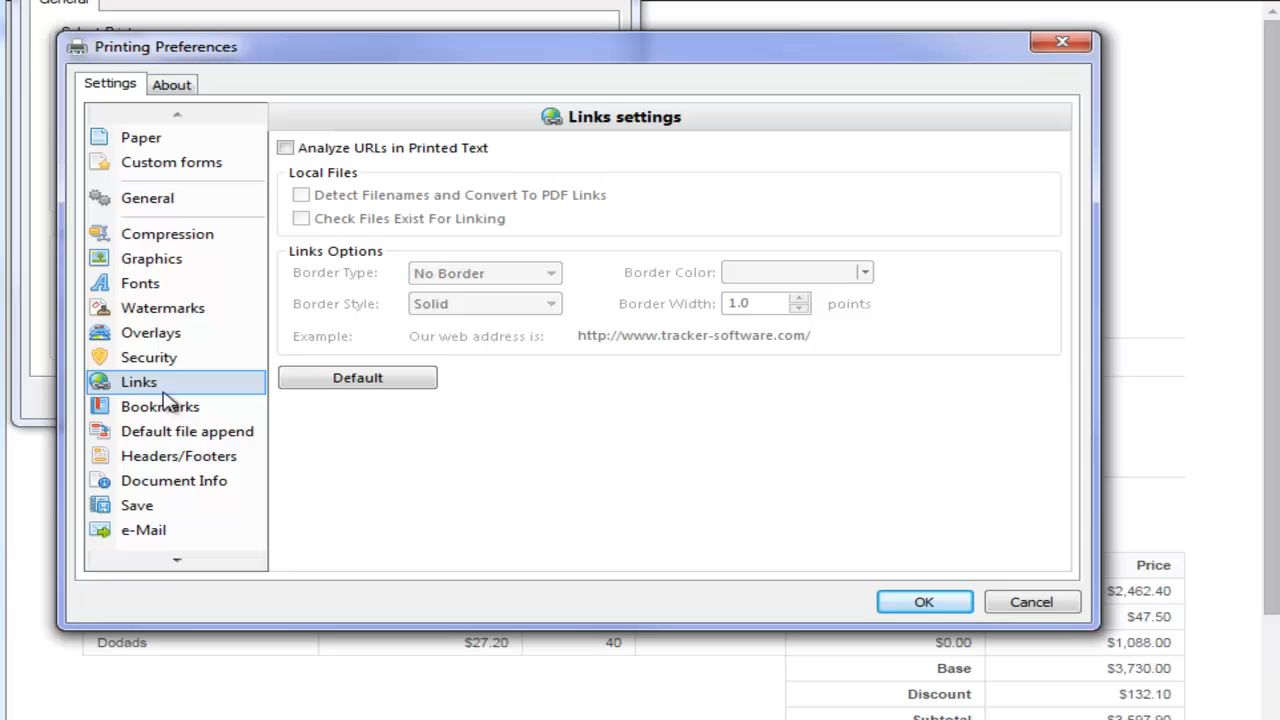 General
Printing Preferences
Settings
About
Paper
Custom forms
General
Compression
Graphics
Fonts
Watermarks
Overlays
Security
Links
Bookmarks
Default file append
Headers/Footers
Document Info
Save
e-Mail
Links settings
Analyze URLs in Printed Text
Local Files
Detect Filenames and Convert To PDF Links
Check Files Exist For Linking
Links Options
Border Type: No Border Border Color:
Border Style: Solid Border Width: 1.0 points
Example: Our web address is: http://www.tracker-software.com/
Default
OK Cancel
Price
$2,462.40
$47.50
Dodads $27.20 40 $0.00 $1,088.00
Base $3,730.00
Discount $132.10
Subtotal $3,597.90